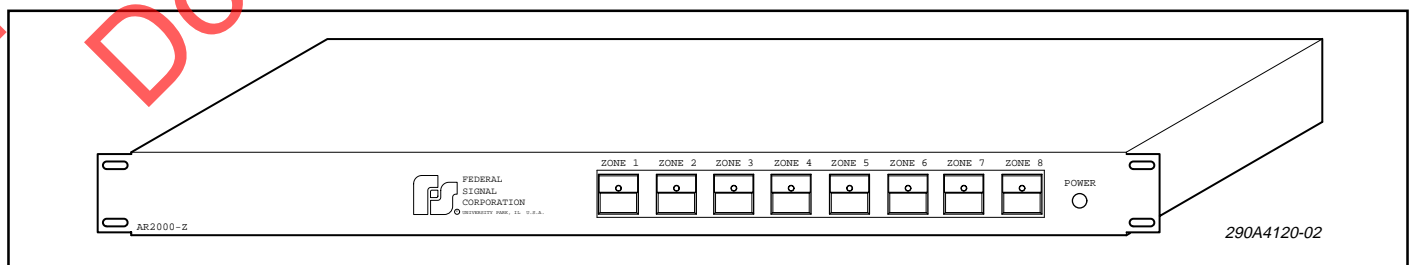 Do
ZONE 1 ZONE 2 ZONE 3 ZONE 4 ZONE 5 ZONE 6 ZONE 7 ZONE 8
FEDERAL
SIGNAL
CORPORATION
UNIVERSITY PARK, IL U.S.A.
POWER
AR2000-Z
290A4120-02